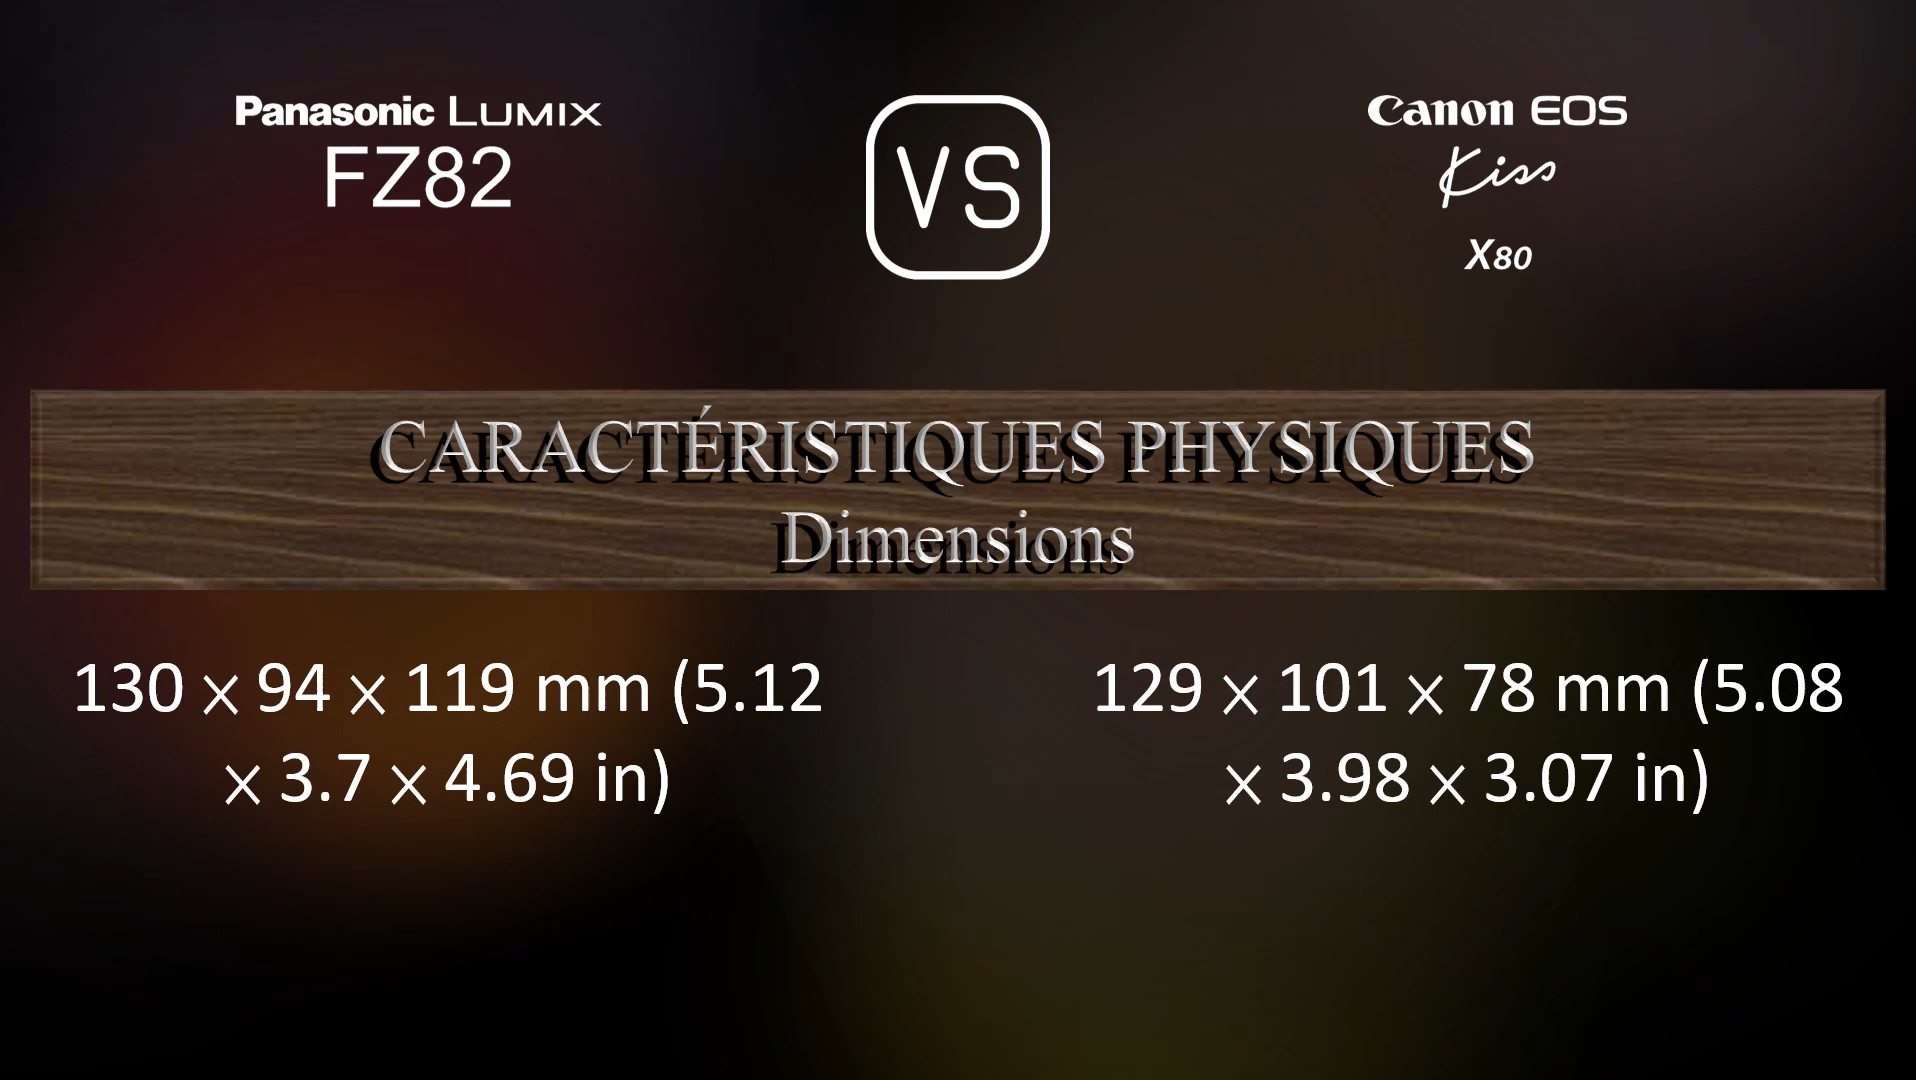 Panasonic LUMIX
FZ82
VS
Canon EOS
Kiss
X80
CARACTÉRISTIQUES PHYSIQUES
Dimensions
130 x 94 x 119 mm (5.12
x 3.7 x 4.69 in)
129 x 101 x 78 mm (5.08
x 3.98 x 3.07 in)